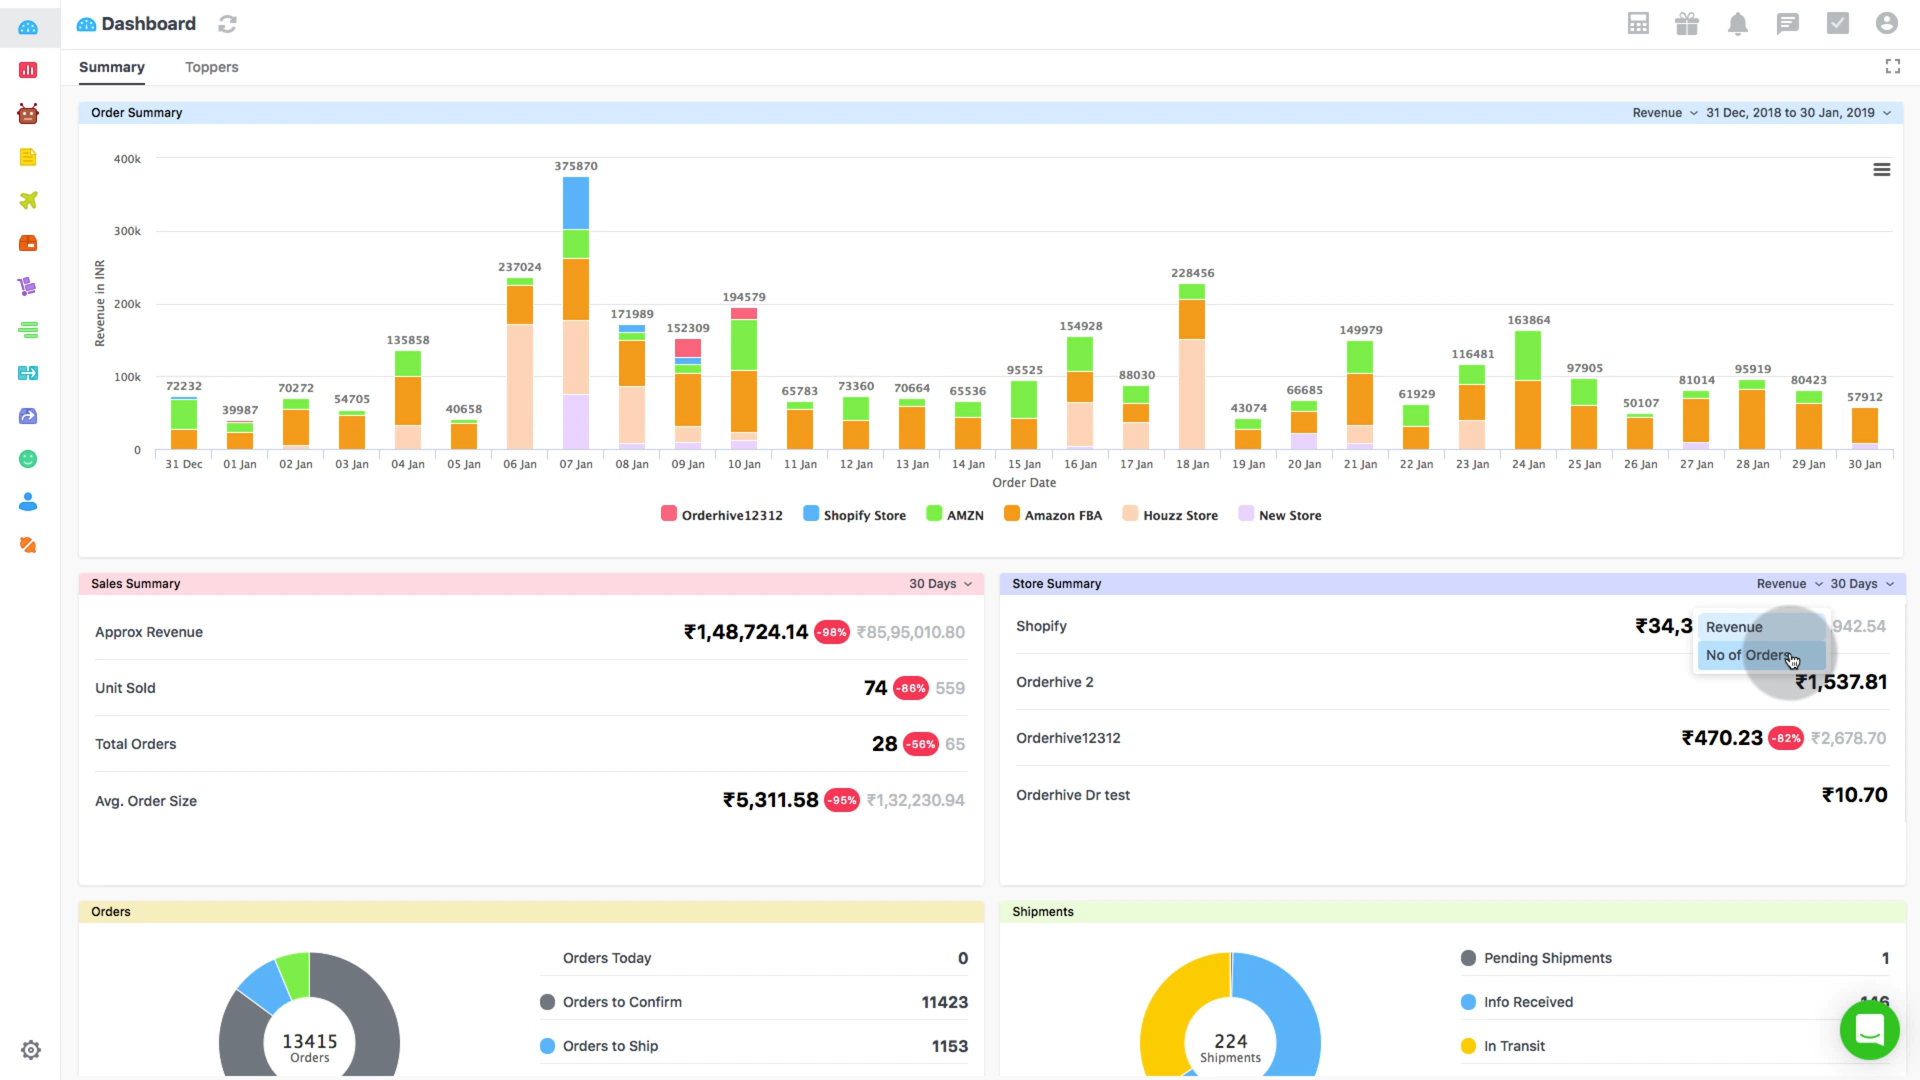 Dashboard
Summary Toppers
Order Summary Revenue 31 Dec, 2018 to 30 Jan, 2019
400k
300k
200k
100k
0
Revenue in INR
72232 39987 70272 54705 135858 40658 237024 375870 171989 152309 194579 65783 73360 70664 65536 95525 154928 88030 228456 43074 66685 149979 61929 116481 163864 97905 50107 81014 95919 80423 57912
31 Dec 01 Jan 02 Jan 03 Jan 04 Jan 05 Jan 06 Jan 07 Jan 08 Jan 09 Jan 10 Jan 11 Jan 12 Jan 13 Jan 14 Jan 15 Jan 16 Jan 17 Jan 18 Jan 19 Jan 20 Jan 21 Jan 22 Jan 23 Jan 24 Jan 25 Jan 26 Jan 27 Jan 28 Jan 29 Jan 30 Jan
Order Date
Orderhive12312 Shopify Store AMZN Amazon FBA Houzz Store New Store
Sales Summary 30 Days
Approx Revenue ₹1,48,724.14 -98% ₹85,95,010.80
Unit Sold 74 -86% 559
Total Orders 28 -56% 65
Avg. Order Size ₹5,311.58 -95% ₹1,32,230.94
Store Summary Revenue 30 Days
Shopify ₹34,3 942.54
Revenue
No of Orders
Orderhive 2 ₹1,537.81
Orderhive12312 ₹470.23 -82% ₹2,678.70
Orderhive Dr test ₹10.70
Orders
13415
Orders
Orders Today 0
Orders to Confirm 11423
Orders to Ship 1153
Shipments
224
Shipments
Pending Shipments 1
Info Received
In Transit